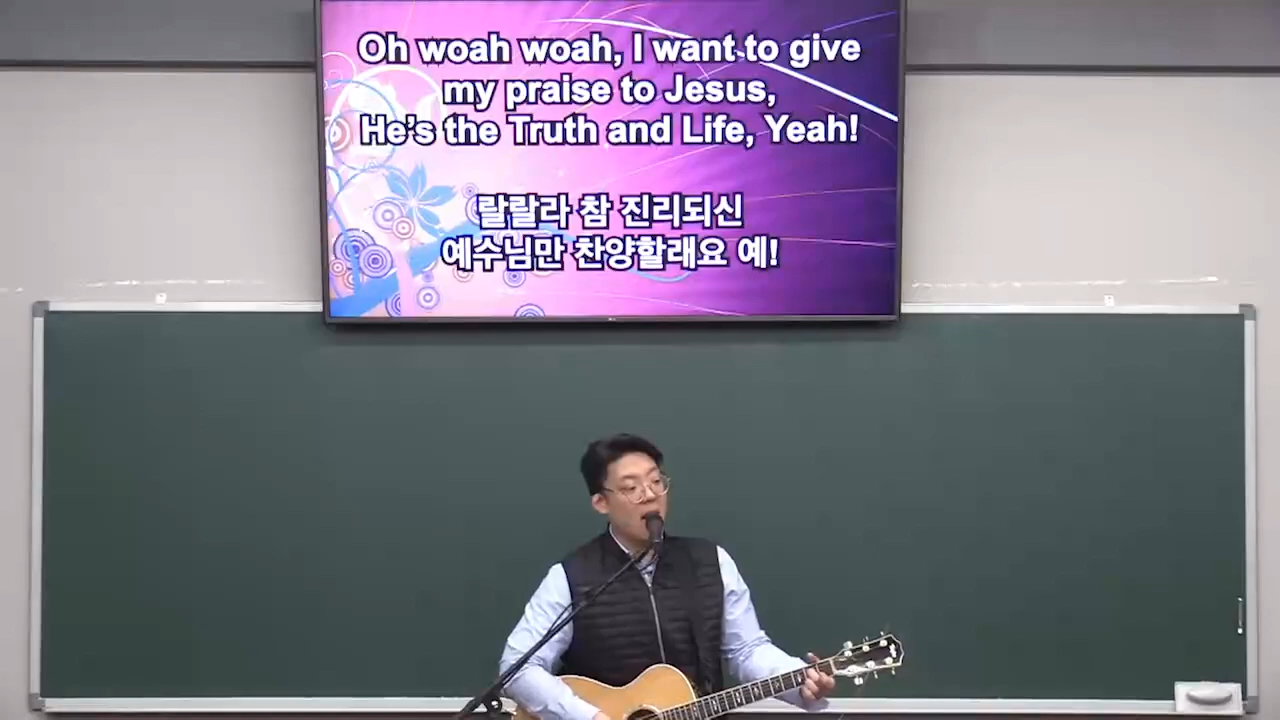 Oh woah woah, I want to give
my praise to Jesus,
He's the Truth and Life, Yeah!
랄랄라 참 진리되신
예수님만 찬양할래요 예!